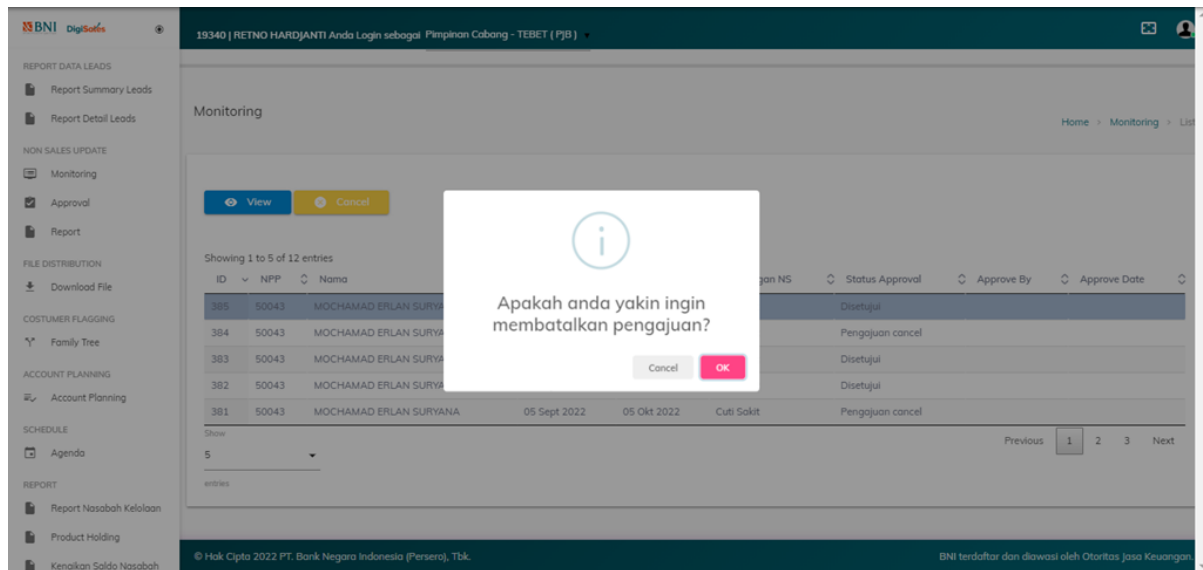 BNI DigiSales
19340 | RETNO HARDJANTI Anda Login sebagai Pimpinan Cabang - TEBET ( PJB )
REPORT DATA LEADS
Report Summary Leads
Report Detail Leads
NON SALES UPDATE
Monitoring
Approval
Report
FILE DISTRIBUTION
Download File
COSTUMER FLAGGING
Family Tree
ACCOUNT PLANNING
Account Planning
SCHEDULE
Agenda
REPORT
Report Nasabah Kelolaan
Product Holding
Kenaikan Saldo Nasabah
Monitoring
Home > Monitoring > List
View Cancel
Showing 1 to 5 of 12 entries
ID NPP Nama NS Status Approval Approve By Approve Date
385 50043 MOCHAMAD ERLAN Disetujui
384 50043 MOCHAMAD ERLAN Pengajuan cancel
383 50043 MOCHAMAD ERLAN Disetujui
382 50043 MOCHAMAD ERLAN Disetujui
381 50043 MOCHAMAD ERLAN SURYANA 05 Sept 2022 05 Okt 2022 Cuti Sakit Pengajuan cancel
Apakah anda yakin ingin
membatalkan pengajuan?
Cancel OK
Show
5
entries
Previous 1 2 3 Next
© Hak Cipta 2022 PT. Bank Negara Indonesia (Persero), Tbk.
BNI terdaftar dan diawasi oleh Otoritas Jasa Keuangan.